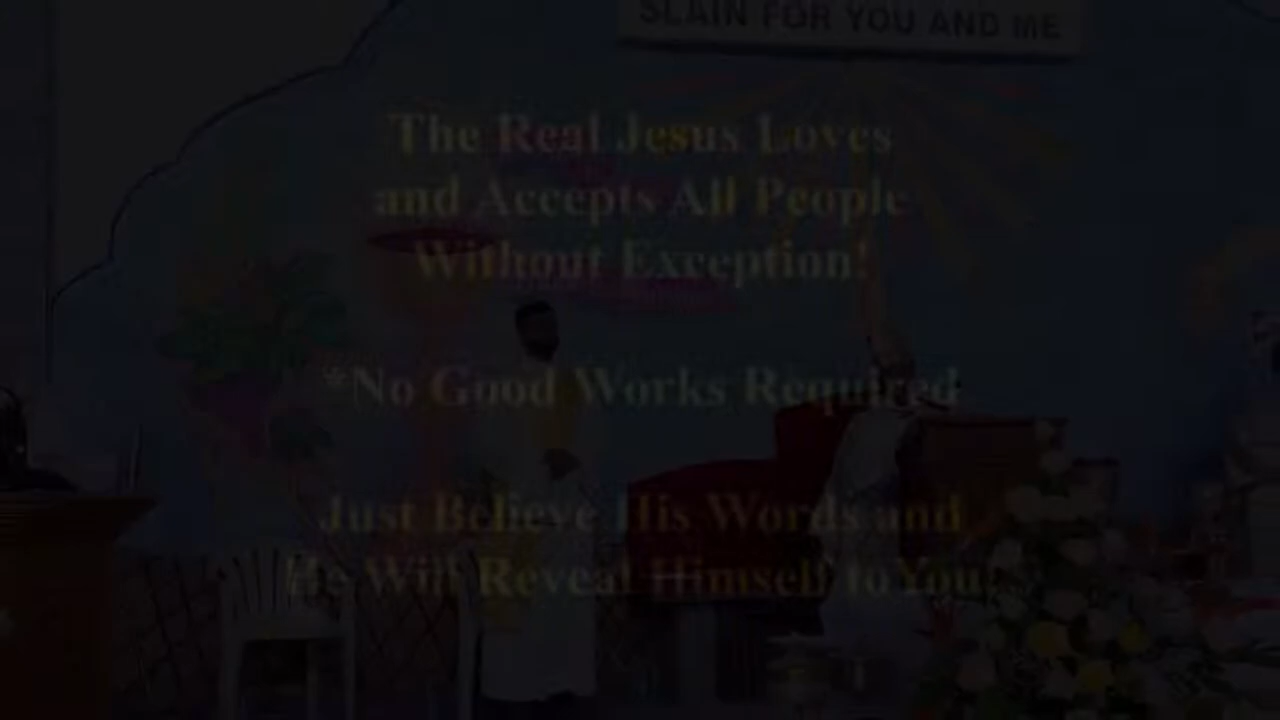 SLAIN FOR YOU AND ME
The Real Jesus Loves
and Accepts All People
Without Exception!
*No Good Works Required
Just Believe His Words and
He Will Reveal Himself to You